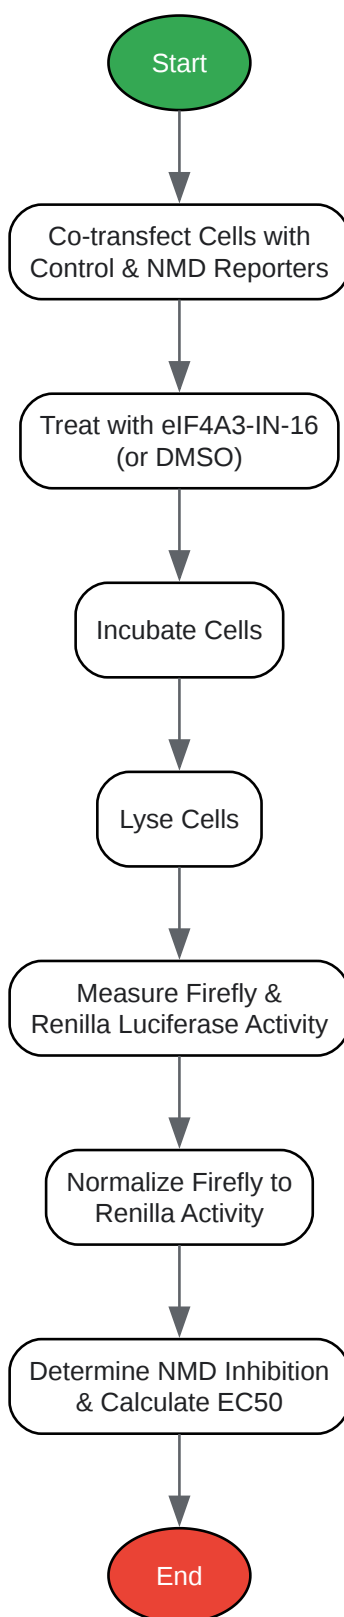 Start
Co-transfect Cells with
Control & NMD Reporters
Treat with eIF4A3-IN-16
(or DMSO)
Incubate Cells
Lyse Cells
Measure Firefly &
Renilla Luciferase Activity
Normalize Firefly to
Renilla Activity
Determine NMD Inhibition
& Calculate EC50
End